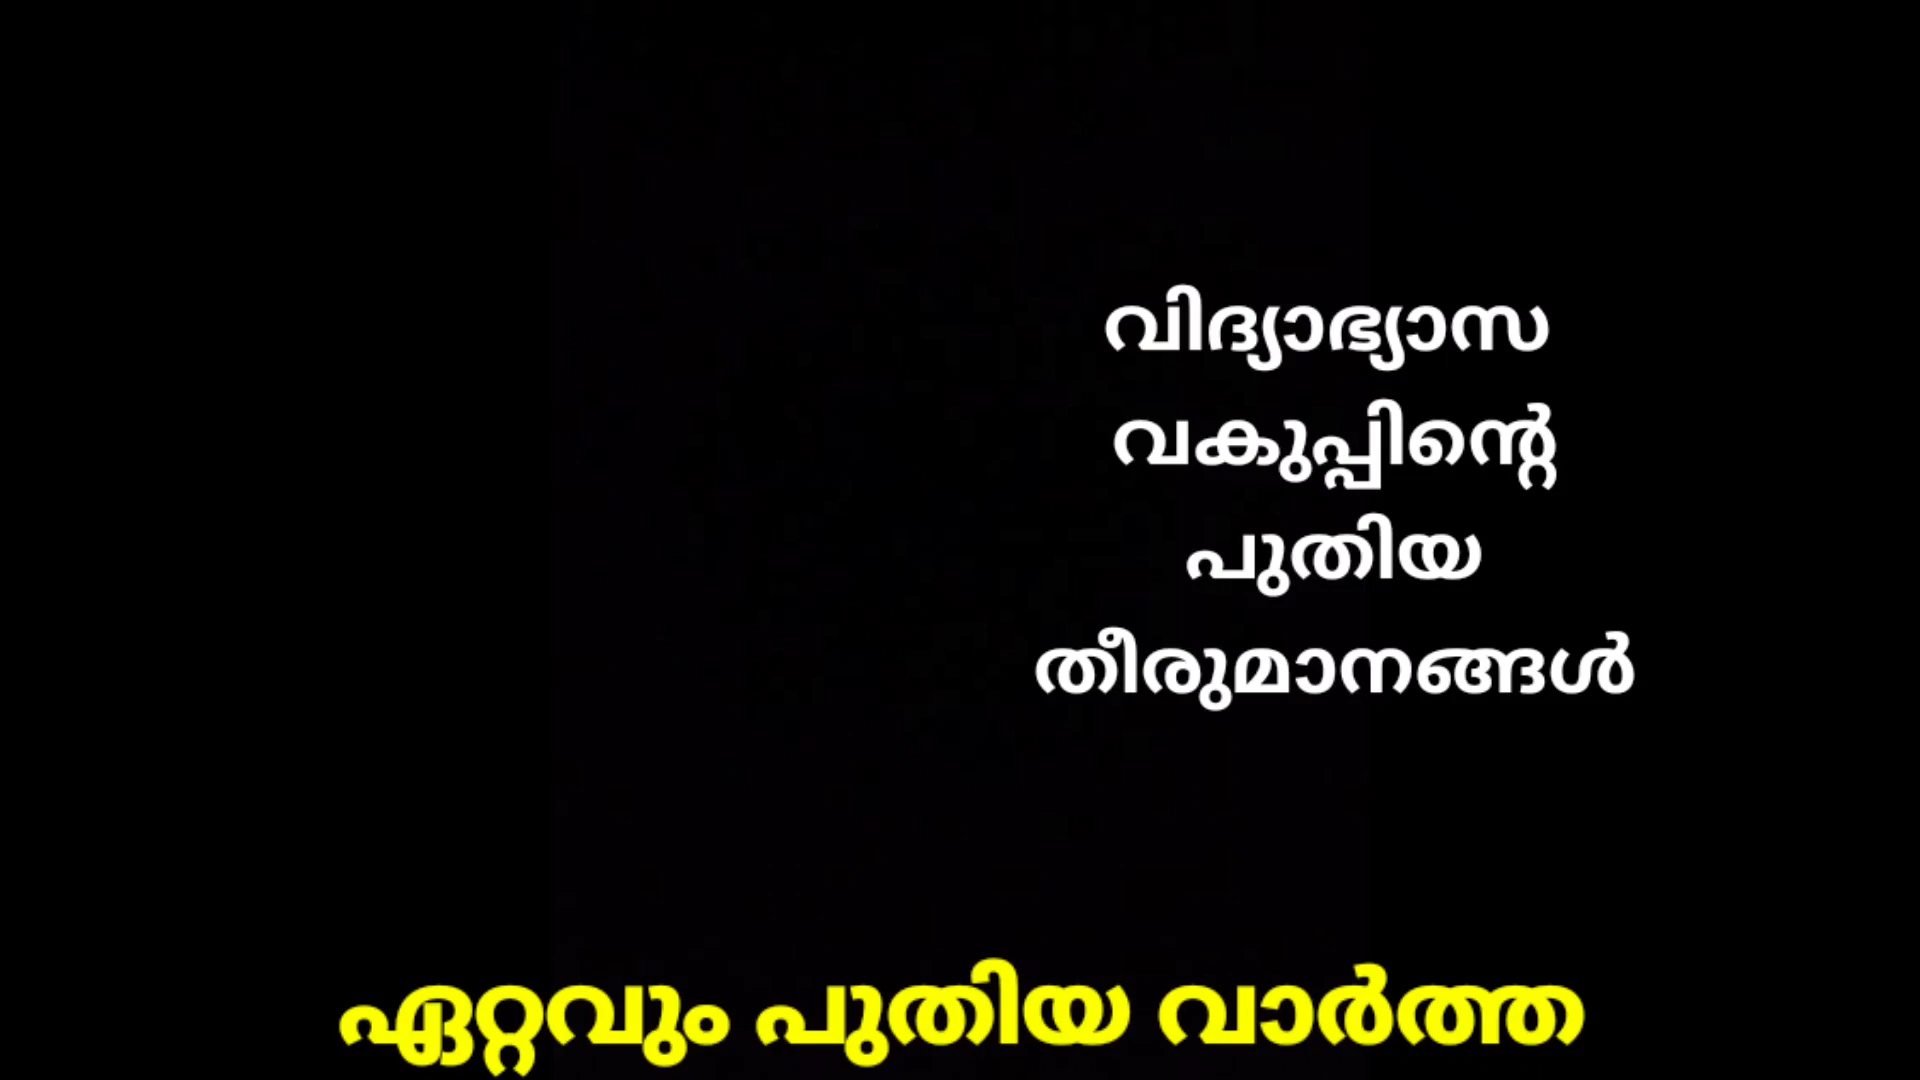 വിദ്യാഭ്യാസ
വകുപ്പിന്റെ
പുതിയ
തീരുമാനങ്ങൾ
ഏറ്റവും പുതിയ വാർത്ത